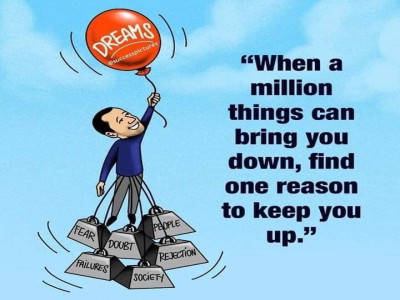 DREAMS
@successpictures
“When a
million
things can
bring you
down, find
one reason
to keep you
up.”
FEAR
DOUBT
PEOPLE
FAILURES
SOCIETY
REJECTION